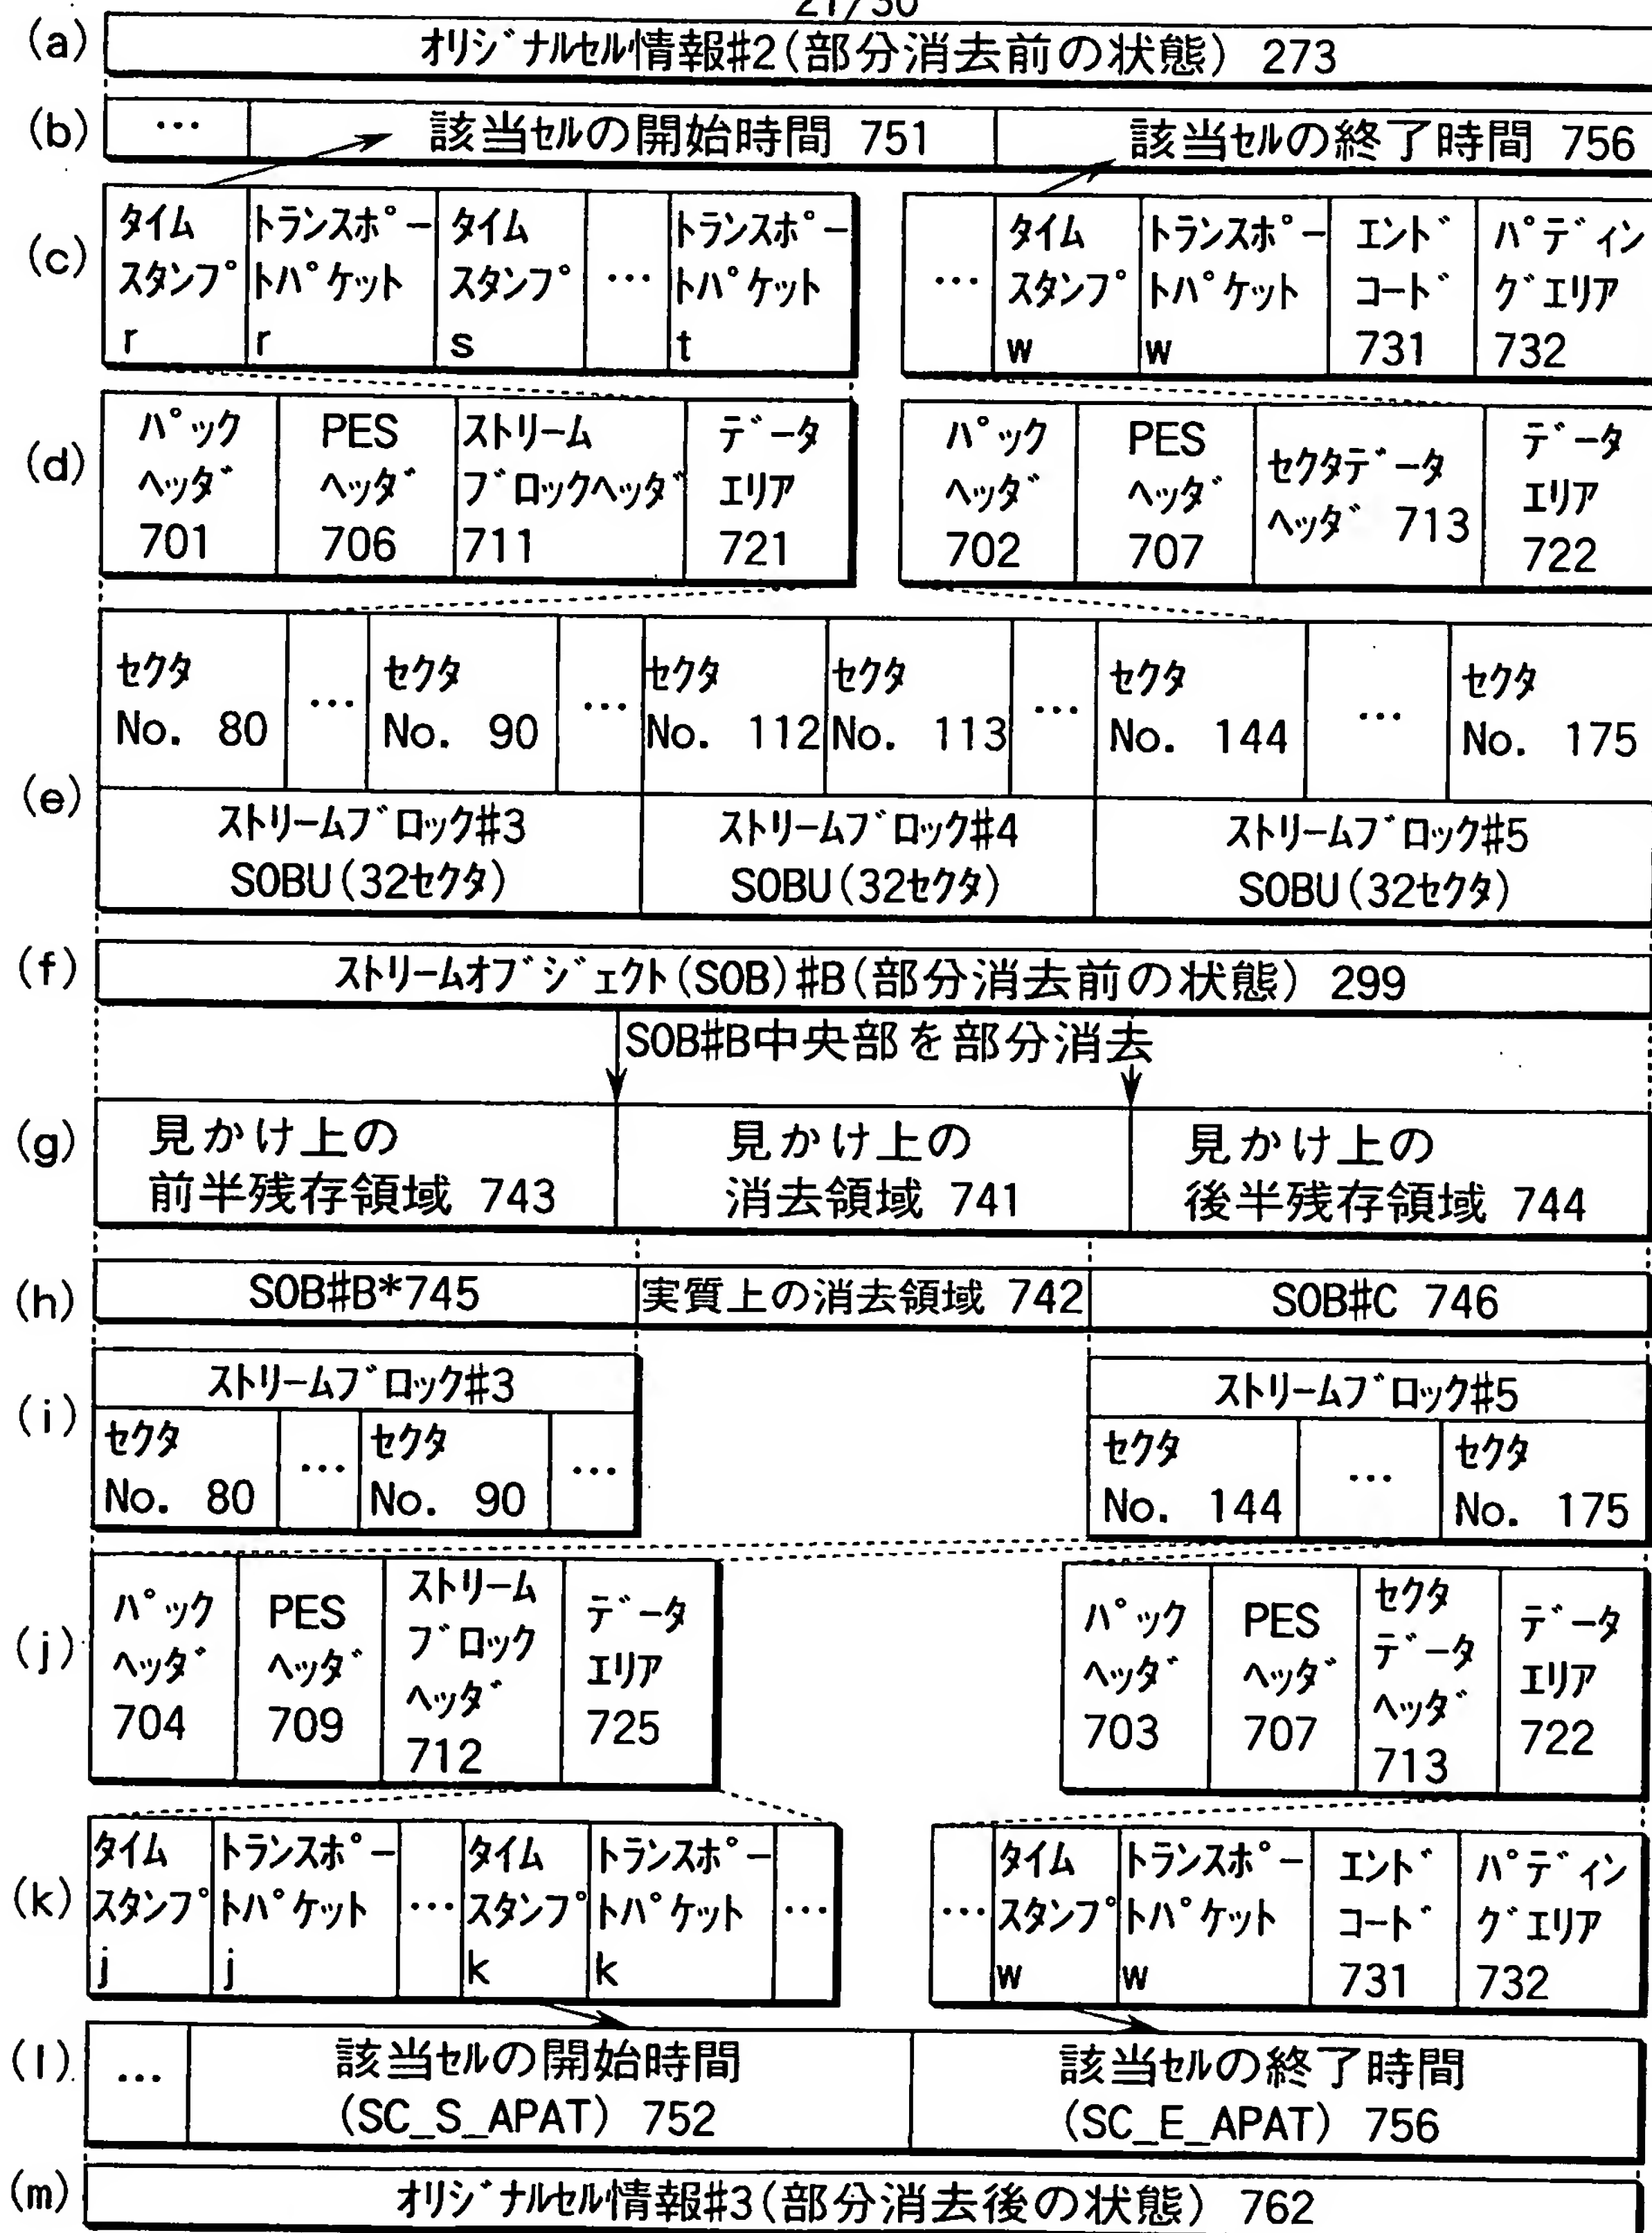 21/30
(a) オリジナルセル情報#2(部分消去前の状態) 273
(b) … 該当セルの開始時間 751 該当セルの終了時間 756
(c)
タイム
スタンプ
r
トランスポー
トパケット
r
タイム
スタンプ
s
…
トランスポー
トパケット
t
…
タイム
スタンプ
w
トランスポー
トパケット
w
エンド
コード
731
パディン
グエリア
732
(d)
パック
ヘッダ
701
PES
ヘッダ
706
ストリーム
ブロックヘッダ
711
データ
エリア
721
パック
ヘッダ
702
PES
ヘッダ
707
セクタデータ
ヘッダ 713
データ
エリア
722
(e)
セクタ
No. 80
…
セクタ
No. 90
…
セクタ
No. 112
セクタ
No. 113
…
セクタ
No. 144
…
セクタ
No. 175
ストリームブロック#3
SOBU(32セクタ)
ストリームブロック#4
SOBU(32セクタ)
ストリームブロック#5
SOBU(32セクタ)
(f) ストリームオブジェクト(SOB)#B(部分消去前の状態) 299
SOB#B中央部を部分消去
(g)
見かけ上の
前半残存領域 743
見かけ上の
消去領域 741
見かけ上の
後半残存領域 744
(h) SOB#B*745 実質上の消去領域 742 SOB#C 746
(i)
ストリームブロック#3
セクタ
No. 80
…
セクタ
No. 90
…
ストリームブロック#5
セクタ
No. 144
…
セクタ
No. 175
(j)
パック
ヘッダ
704
PES
ヘッダ
709
ストリーム
ブロック
ヘッダ
712
データ
エリア
725
パック
ヘッダ
703
PES
ヘッダ
707
セクタ
データ
ヘッダ
713
データ
エリア
722
(k)
タイム
スタンプ
j
トランスポー
トパケット
j
…
タイム
スタンプ
k
トランスポー
トパケット
k
…
…
タイム
スタンプ
w
トランスポー
トパケット
w
エンド
コード
731
パディン
グエリア
732
(l)
…
該当セルの開始時間
(SC_S_APAT) 752
該当セルの終了時間
(SC_E_APAT) 756
(m) オリジナルセル情報#3(部分消去後の状態) 762